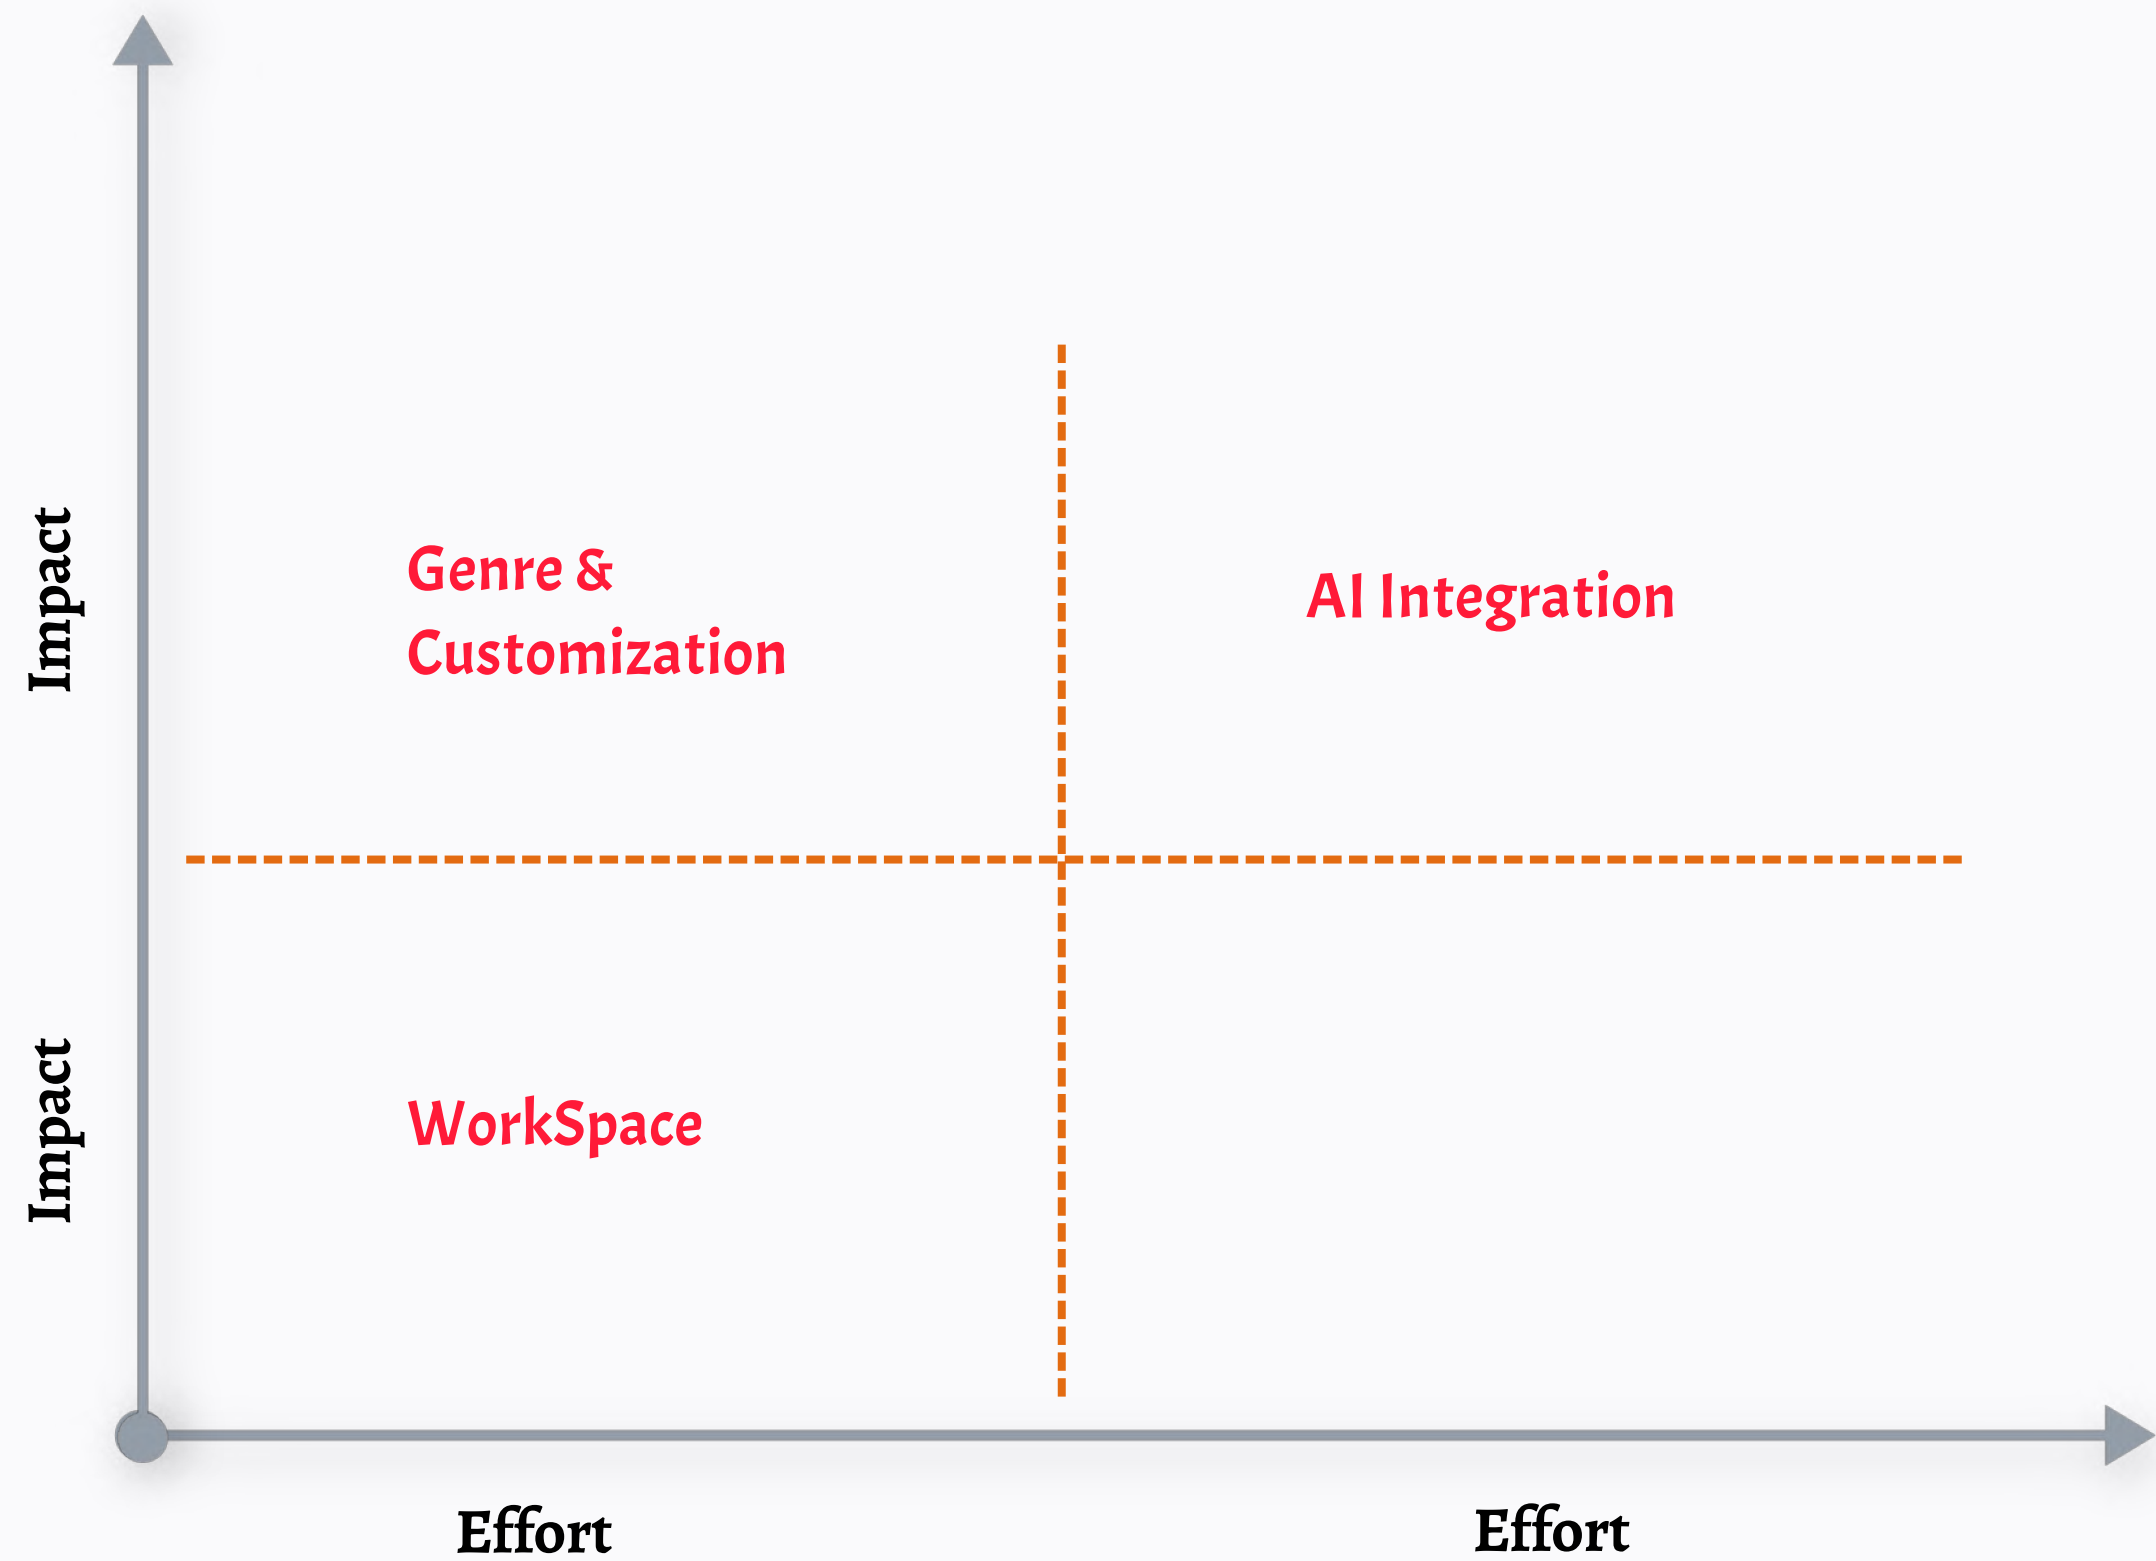 Impact
Genre &
Customization
AI Integration
Impact
WorkSpace
Effort
Effort